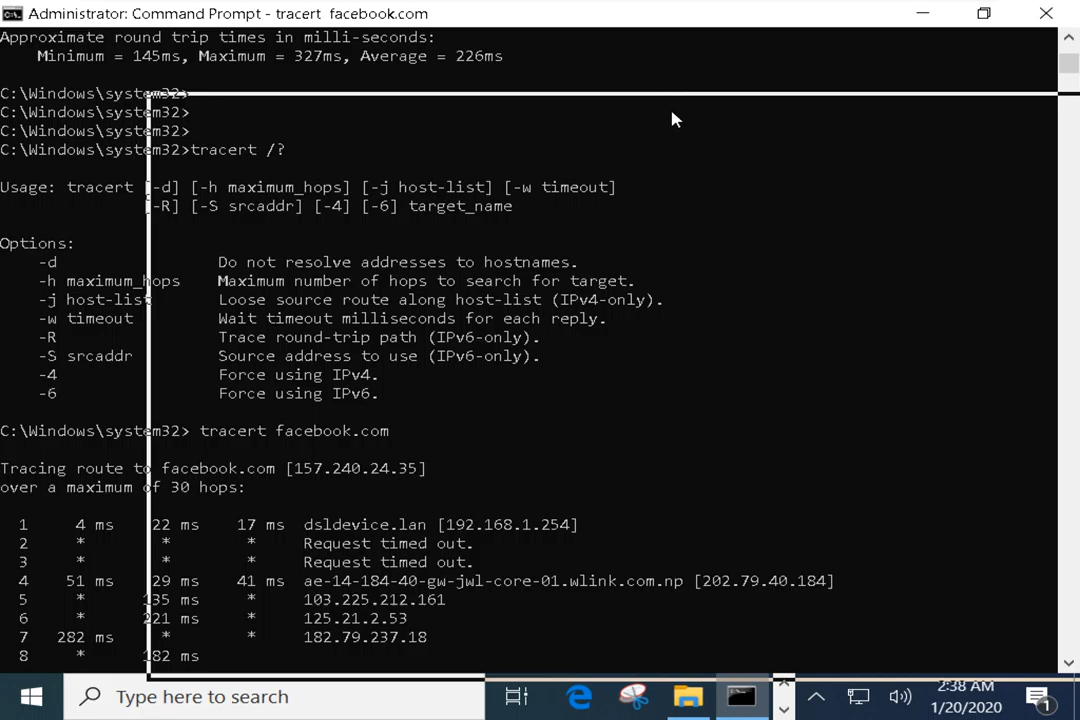 Administrator: Command Prompt - tracert  facebook.com
Approximate round trip times in milli-seconds:
    Minimum = 145ms, Maximum = 327ms, Average = 226ms
C:\Windows\system32>
C:\Windows\system32>
C:\Windows\system32>
C:\Windows\system32>tracert /?
Usage: tracert [-d] [-h maximum_hops] [-j host-list] [-w timeout]
               [-R] [-S srcaddr] [-4] [-6] target_name
Options:
    -d                 Do not resolve addresses to hostnames.
    -h maximum_hops    Maximum number of hops to search for target.
    -j host-list       Loose source route along host-list (IPv4-only).
    -w timeout         Wait timeout milliseconds for each reply.
    -R                 Trace round-trip path (IPv6-only).
    -S srcaddr         Source address to use (IPv6-only).
    -4                 Force using IPv4.
    -6                 Force using IPv6.
C:\Windows\system32> tracert facebook.com
Tracing route to facebook.com [157.240.24.35]
over a maximum of 30 hops:
  1     4 ms    22 ms    17 ms  dsldevice.lan [192.168.1.254]
  2     *        *        *     Request timed out.
  3     *        *        *     Request timed out.
  4    51 ms    29 ms    41 ms  ae-14-184-40-gw-jwl-core-01.wlink.com.np [202.79.40.184]
  5     *      135 ms     *     103.225.212.161
  6     *      221 ms     *     125.21.2.53
  7   282 ms     *        *     182.79.237.18
  8     *      182 ms
Type here to search
2:38 AM
1/20/2020
1